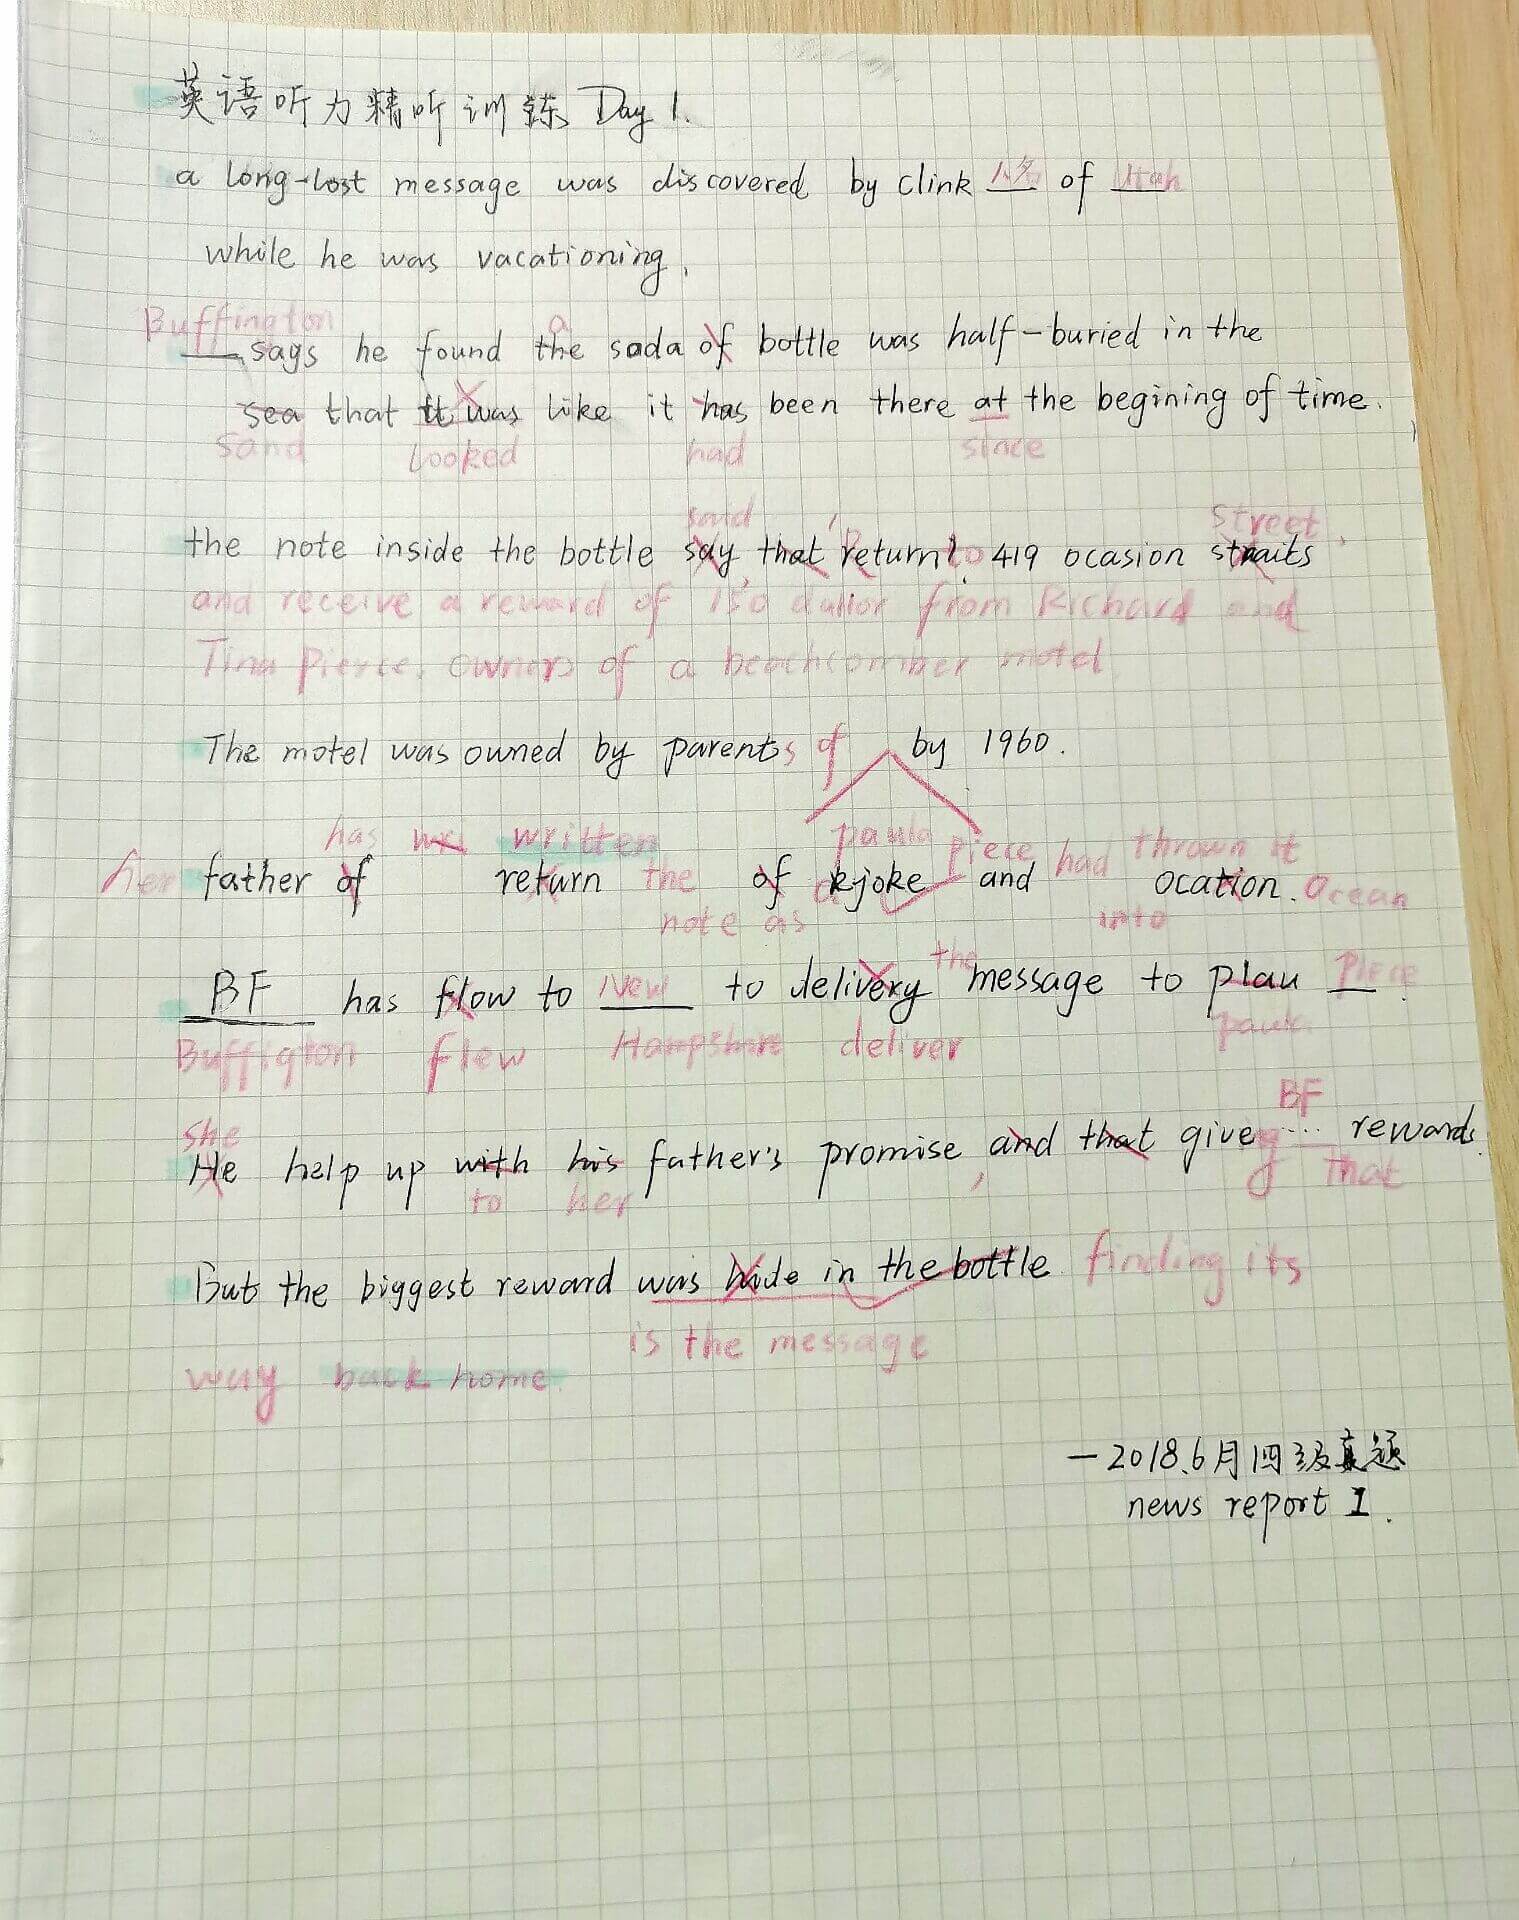 英语听力精听训练 Day 1.
a long-lost message was discovered by clink 人名 of Utah
while he was vacationing.
Buffington a
says he found the soda of bottle was half-buried in the
sea that it was like it has been there at the begining of time.
sand looked had since
said street.
the note inside the bottle say, that return to 419 ocasion straits
and receive a reward of 150 dallor from Richard and
Tina Pierce, owners of a beachcomber motel
The motel was owned by parents of by 1960.
has written paula piece had thrown it
her father of return the of a kjoke and ocation. Ocean
note as into
the
BF has flow to New to delivery message to plau Piece
Buffigton flew Hampshire deliver paula
she BF
He help up with his father's promise and that giveg rewards.
to her , that
But the biggest reward was hide in the bottle finding its
is the message
way back home.
—2018.6月四级真题
news report 1.